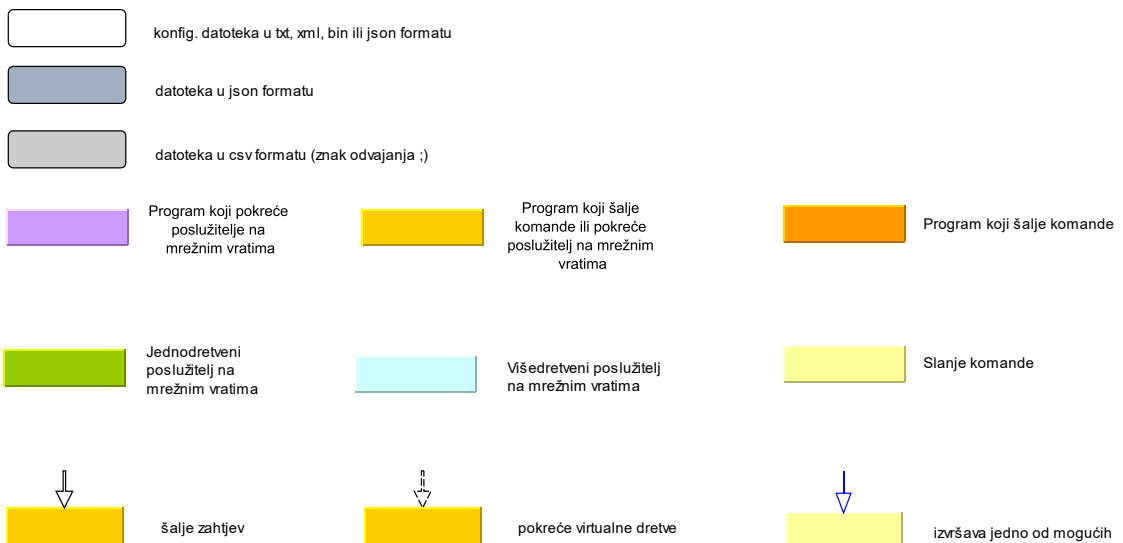 konfig. datoteka u txt, xml, bin ili json formatu
datoteka u json formatu
datoteka u csv formatu (znak odvajanja ;)
Program koji pokreće
poslužitelje na
mrežnim vratima
Program koji šalje
komande ili pokreće
poslužitelj na mrežnim
vratima
Program koji šalje komande
Jednodretveni
poslužitelj na
mrežnim vratima
Višedretveni poslužitelj
na mrežnim vratima
Slanje komande
šalje zahtjev
pokreće virtualne dretve
izvršava jedno od mogućih